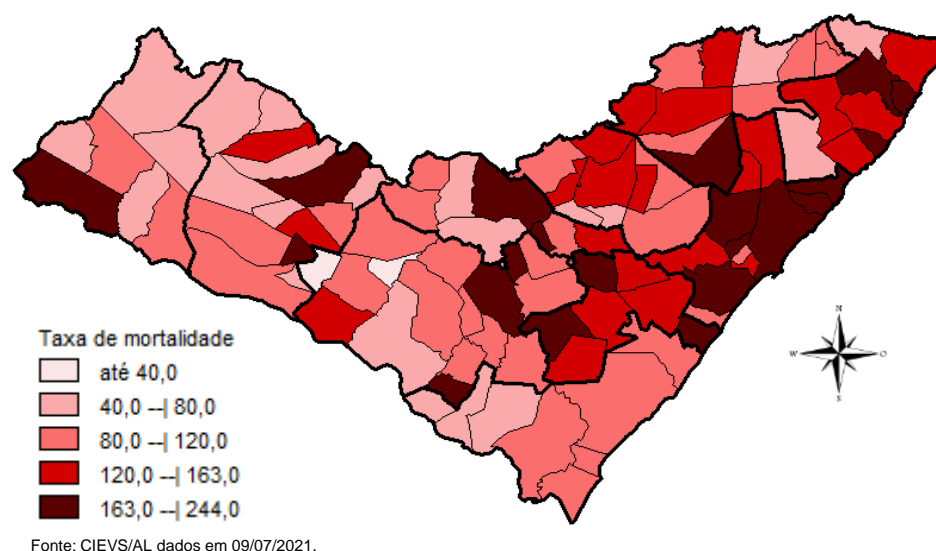 N
W
O
S
Taxa de mortalidade
até 40,0
40,0 --| 80,0
80,0 --| 120,0
120,0 --| 163,0
163,0 --| 244,0
Fonte: CIEVS/AL dados em 09/07/2021.